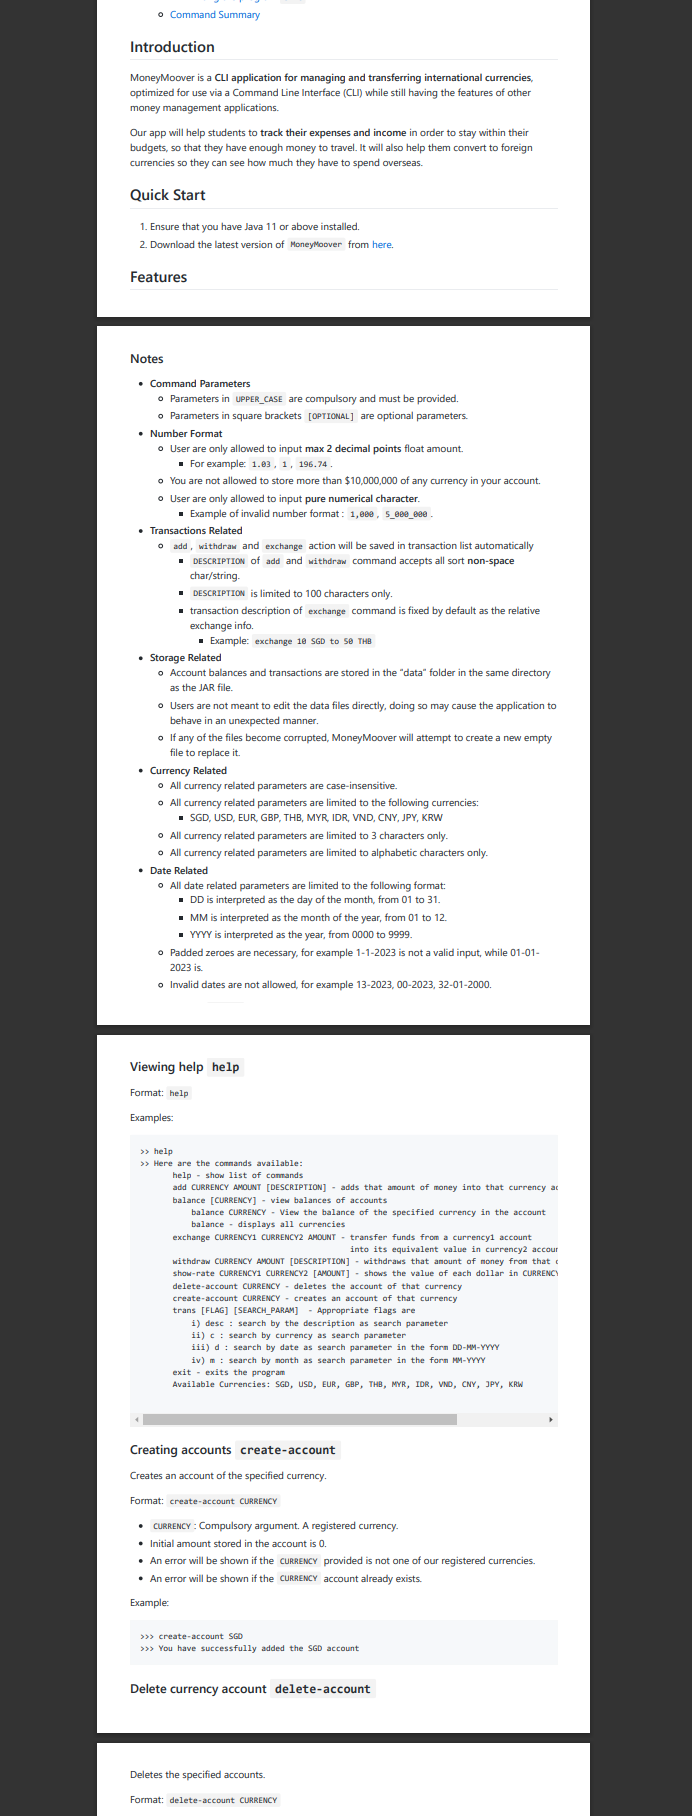 Command Summary
Introduction
MoneyMoover is a CLI application for managing and transferring international currencies,
optimized for use via a Command Line Interface (CLI) while still having the features of other
money management applications.
Our app will help students to track their expenses and income in order to stay within their
budgets, so that they have enough money to travel. It will also help them convert to foreign
currencies so they can see how much they have to spend overseas.
Quick Start
1. Ensure that you have Java 11 or above installed.
2. Download the latest version of MoneyMoover from here.
Features
Notes
• Command Parameters
Parameters in UPPER_CASE are compulsory and must be provided.
Parameters in square brackets [OPTIONAL] are optional parameters.
• Number Format
User are only allowed to input max 2 decimal points float amount.
For example: 1.03 , 1 , 196.74 .
You are not allowed to store more than $10,000,000 of any currency in your account.
User are only allowed to input pure numerical character.
Example of invalid number format : 1,000 , 5_000_000 .
• Transactions Related
add , withdraw and exchange action will be saved in transaction list automatically
DESCRIPTION of add and withdraw command accepts all sort non-space
char/string.
DESCRIPTION is limited to 100 characters only.
transaction description of exchange command is fixed by default as the relative
exchange info.
Example: exchange 10 SGD to 50 THB
• Storage Related
Account balances and transactions are stored in the “data” folder in the same directory
as the JAR file.
Users are not meant to edit the data files directly, doing so may cause the application to
behave in an unexpected manner.
If any of the files become corrupted, MoneyMoover will attempt to create a new empty
file to replace it.
• Currency Related
All currency related parameters are case-insensitive.
All currency related parameters are limited to the following currencies:
SGD, USD, EUR, GBP, THB, MYR, IDR, VND, CNY, JPY, KRW
All currency related parameters are limited to 3 characters only.
All currency related parameters are limited to alphabetic characters only.
• Date Related
All date related parameters are limited to the following format:
DD is interpreted as the day of the month, from 01 to 31.
MM is interpreted as the month of the year, from 01 to 12.
YYYY is interpreted as the year, from 0000 to 9999.
Padded zeroes are necessary, for example 1-1-2023 is not a valid input, while 01-01-
2023 is.
Invalid dates are not allowed, for example 13-2023, 00-2023, 32-01-2000.
Viewing help help
Format: help
Examples:
>> help
>> Here are the commands available:
help - show list of commands
add CURRENCY AMOUNT [DESCRIPTION] - adds that amount of money into that currency ac
balance [CURRENCY] - view balances of accounts
balance CURRENCY - View the balance of the specified currency in the account
balance - displays all currencies
exchange CURRENCY1 CURRENCY2 AMOUNT - transfer funds from a currency1 account
into its equivalent value in currency2 accour
withdraw CURRENCY AMOUNT [DESCRIPTION] - withdraws that amount of money from that c
show-rate CURRENCY1 CURRENCY2 [AMOUNT] - shows the value of each dollar in CURRENCY
delete-account CURRENCY - deletes the account of that currency
create-account CURRENCY - creates an account of that currency
trans [FLAG] [SEARCH_PARAM] - Appropriate flags are
i) desc : search by the description as search parameter
ii) c : search by currency as search parameter
iii) d : search by date as search parameter in the form DD-MM-YYYY
iv) m : search by month as search parameter in the form MM-YYYY
exit - exits the program
Available Currencies: SGD, USD, EUR, GBP, THB, MYR, IDR, VND, CNY, JPY, KRW
Creating accounts create-account
Creates an account of the specified currency.
Format: create-account CURRENCY
• CURRENCY : Compulsory argument. A registered currency.
• Initial amount stored in the account is 0.
• An error will be shown if the CURRENCY provided is not one of our registered currencies.
• An error will be shown if the CURRENCY account already exists.
Example:
>>> create-account SGD
>>> You have successfully added the SGD account
Delete currency account delete-account
Deletes the specified accounts.
Format: delete-account CURRENCY